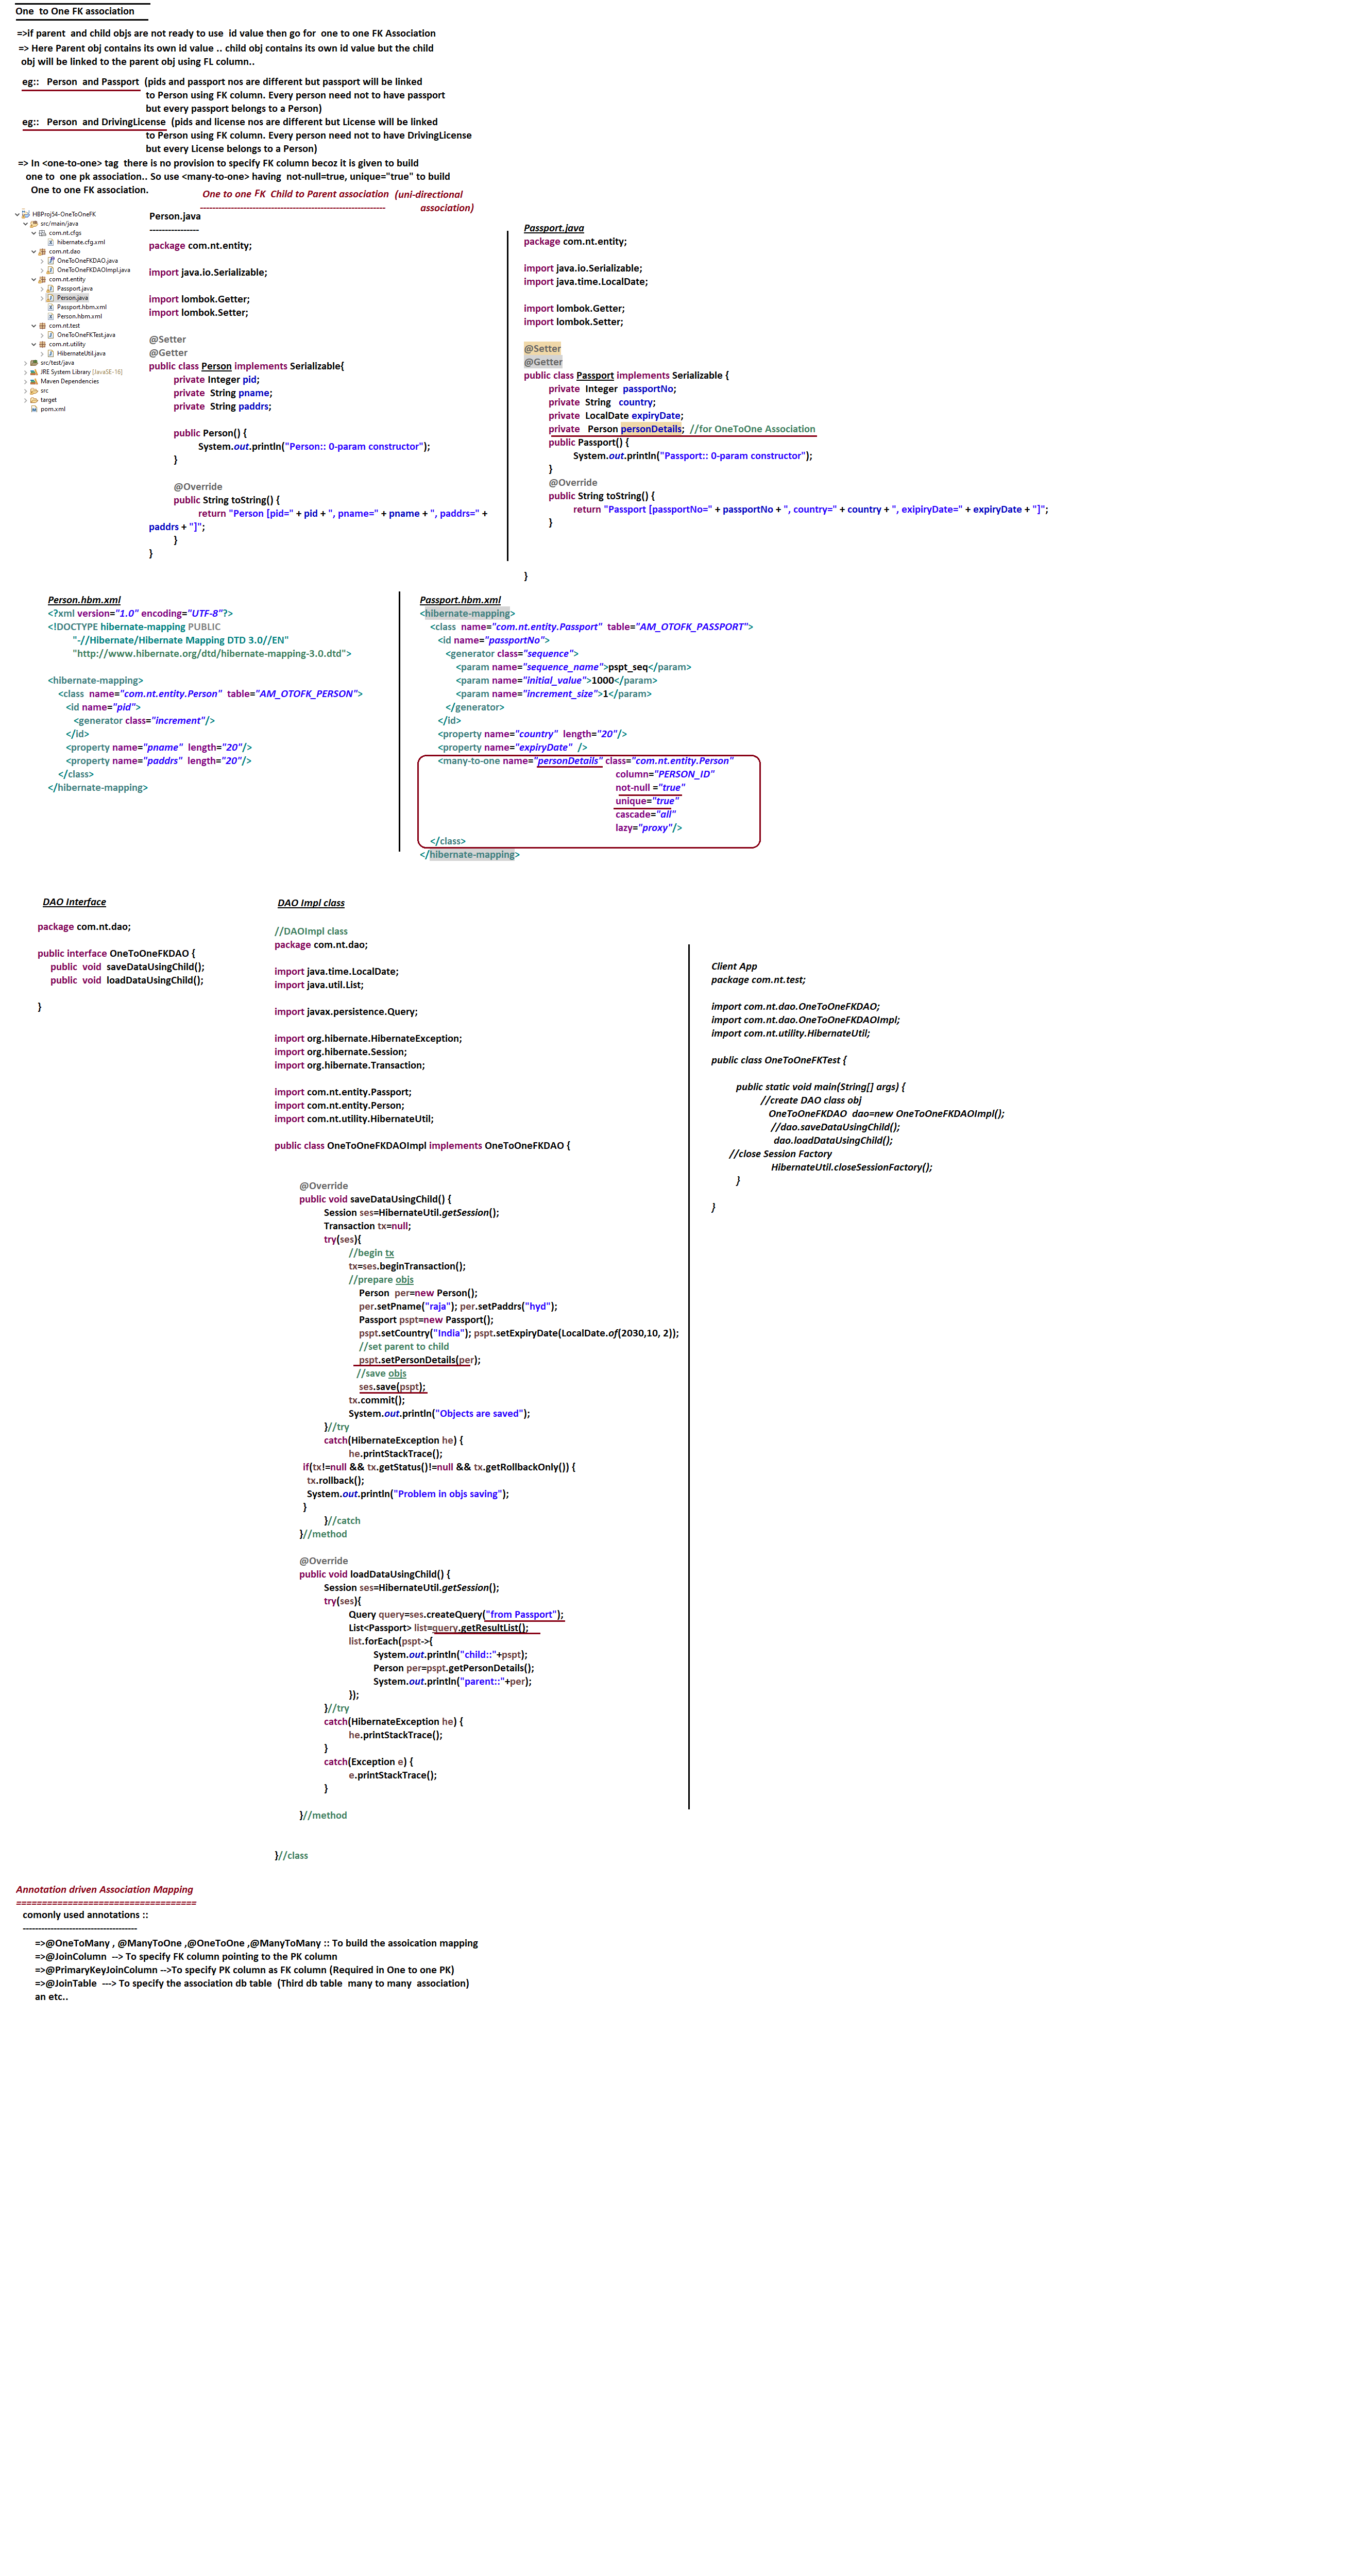 One  to One FK association
=>if parent  and child objs are not ready to use  id value then go for  one to one FK Association
=> Here Parent obj contains its own id value .. child obj contains its own id value but the child
obj will be linked to the parent obj using FL column..
eg::   Person  and Passport  (pids and passport nos are different but passport will be linked
to Person using FK column. Every person need not to have passport
but every passport belongs to a Person)
eg::   Person  and DrivingLicense  (pids and license nos are different but License will be linked
to Person using FK column. Every person need not to have DrivingLicense
but every License belongs to a Person)
=> In <one-to-one> tag  there is no provision to specify FK column becoz it is given to build
one to  one pk association.. So use <many-to-one> having  not-null=true, unique="true" to build
One to one FK association.
One to one FK  Child to Parent association  (uni-directional
association)
------------------------------------------------------------
HBProj54-OneToOneFK
src/main/java
com.nt.cfgs
hibernate.cfg.xml
com.nt.dao
OneToOneFKDAO.java
OneToOneFKDAOImpl.java
com.nt.entity
Passport.java
Person.java
Passport.hbm.xml
Person.hbm.xml
com.nt.test
OneToOneFKTest.java
com.nt.utility
HibernateUtil.java
src/test/java
JRE System Library [JavaSE-16]
Maven Dependencies
src
target
pom.xml
Person.java
----------------
package com.nt.entity;
import java.io.Serializable;
import lombok.Getter;
import lombok.Setter;
@Setter
@Getter
public class Person implements Serializable{
private Integer pid;
private  String pname;
private  String paddrs;
public Person() {
System.out.println("Person:: 0-param constructor");
}
@Override
public String toString() {
return "Person [pid=" + pid + ", pname=" + pname + ", paddrs=" +
paddrs + "]";
}
}
Passport.java
package com.nt.entity;
import java.io.Serializable;
import java.time.LocalDate;
import lombok.Getter;
import lombok.Setter;
@Setter
@Getter
public class Passport implements Serializable {
private  Integer  passportNo;
private  String   country;
private  LocalDate expiryDate;
private   Person personDetails;  //for OneToOne Association
public Passport() {
System.out.println("Passport:: 0-param constructor");
}
@Override
public String toString() {
return "Passport [passportNo=" + passportNo + ", country=" + country + ", exipiryDate=" + expiryDate + "]";
}
}
Person.hbm.xml
<?xml version="1.0" encoding="UTF-8"?>
<!DOCTYPE hibernate-mapping PUBLIC
"-//Hibernate/Hibernate Mapping DTD 3.0//EN"
"http://www.hibernate.org/dtd/hibernate-mapping-3.0.dtd">
<hibernate-mapping>
<class  name="com.nt.entity.Person"  table="AM_OTOFK_PERSON">
<id name="pid">
<generator class="increment"/>
</id>
<property name="pname"  length="20"/>
<property name="paddrs"  length="20"/>
</class>
</hibernate-mapping>
Passport.hbm.xml
<hibernate-mapping>
<class  name="com.nt.entity.Passport"  table="AM_OTOFK_PASSPORT">
<id name="passportNo">
<generator class="sequence">
<param name="sequence_name">pspt_seq</param>
<param name="initial_value">1000</param>
<param name="increment_size">1</param>
</generator>
</id>
<property name="country"  length="20"/>
<property name="expiryDate"  />
<many-to-one name="personDetails" class="com.nt.entity.Person"
column="PERSON_ID"
not-null ="true"
unique="true"
cascade="all"
lazy="proxy"/>
</class>
</hibernate-mapping>
DAO Interface
package com.nt.dao;
public interface OneToOneFKDAO {
public  void  saveDataUsingChild();
public  void  loadDataUsingChild();
}
DAO Impl class
//DAOImpl class
package com.nt.dao;
import java.time.LocalDate;
import java.util.List;
import javax.persistence.Query;
import org.hibernate.HibernateException;
import org.hibernate.Session;
import org.hibernate.Transaction;
import com.nt.entity.Passport;
import com.nt.entity.Person;
import com.nt.utility.HibernateUtil;
public class OneToOneFKDAOImpl implements OneToOneFKDAO {
@Override
public void saveDataUsingChild() {
Session ses=HibernateUtil.getSession();
Transaction tx=null;
try(ses){
//begin tx
tx=ses.beginTransaction();
//prepare objs
Person  per=new Person();
per.setPname("raja"); per.setPaddrs("hyd");
Passport pspt=new Passport();
pspt.setCountry("India"); pspt.setExpiryDate(LocalDate.of(2030,10, 2));
//set parent to child
pspt.setPersonDetails(per);
//save objs
ses.save(pspt);
tx.commit();
System.out.println("Objects are saved");
}//try
catch(HibernateException he) {
he.printStackTrace();
if(tx!=null && tx.getStatus()!=null && tx.getRollbackOnly()) {
tx.rollback();
System.out.println("Problem in objs saving");
}
}//catch
}//method
@Override
public void loadDataUsingChild() {
Session ses=HibernateUtil.getSession();
try(ses){
Query query=ses.createQuery("from Passport");
List<Passport> list=query.getResultList();
list.forEach(pspt->{
System.out.println("child::"+pspt);
Person per=pspt.getPersonDetails();
System.out.println("parent::"+per);
});
}//try
catch(HibernateException he) {
he.printStackTrace();
}
catch(Exception e) {
e.printStackTrace();
}
}//method
}//class
Client App
package com.nt.test;
import com.nt.dao.OneToOneFKDAO;
import com.nt.dao.OneToOneFKDAOImpl;
import com.nt.utility.HibernateUtil;
public class OneToOneFKTest {
public static void main(String[] args) {
//create DAO class obj
OneToOneFKDAO  dao=new OneToOneFKDAOImpl();
//dao.saveDataUsingChild();
dao.loadDataUsingChild();
//close Session Factory
HibernateUtil.closeSessionFactory();
}
}
Annotation driven Association Mapping
===================================
comonly used annotations ::
-------------------------------------
=>@OneToMany , @ManyToOne ,@OneToOne ,@ManyToMany :: To build the assoication mapping
=>@JoinColumn  --> To specify FK column pointing to the PK column
=>@PrimaryKeyJoinColumn -->To specify PK column as FK column (Required in One to one PK)
=>@JoinTable  ---> To specify the association db table  (Third db table  many to many  association)
an etc..